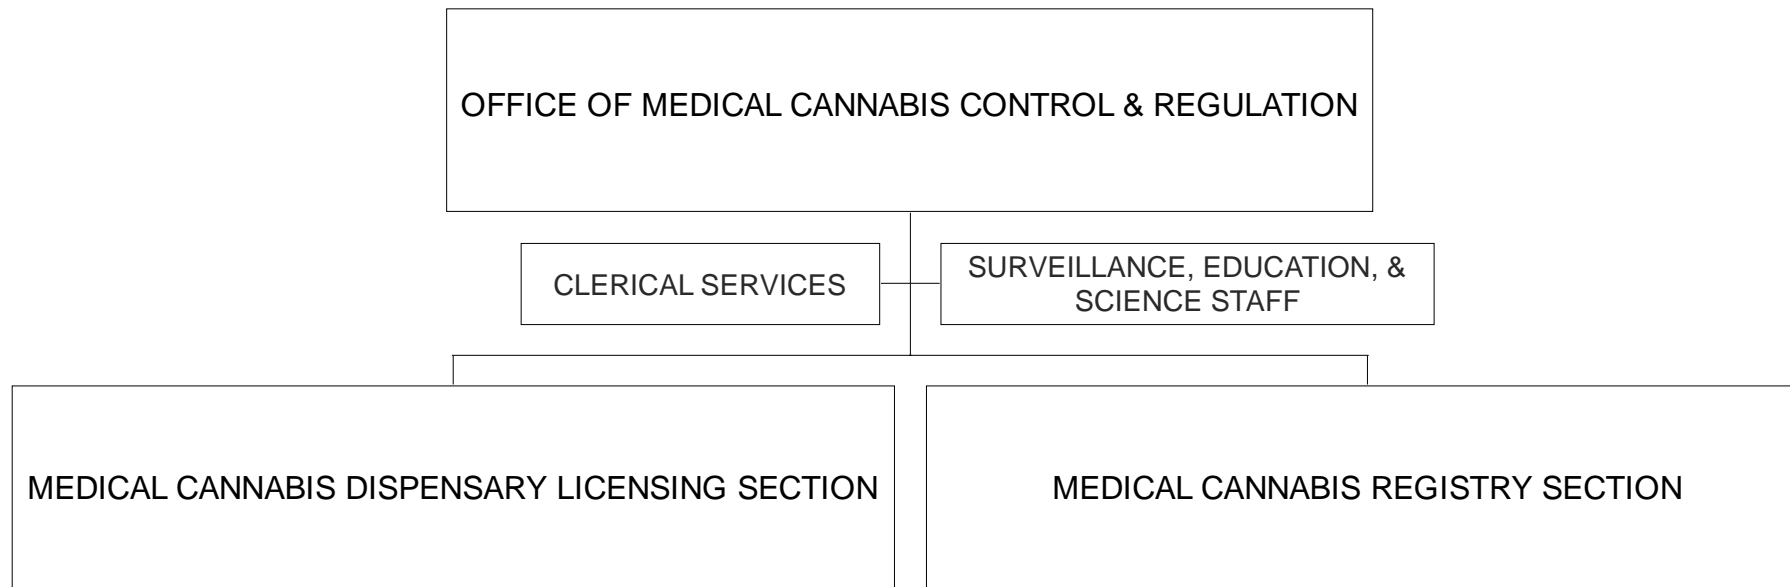 OFFICE OF MEDICAL CANNABIS CONTROL & REGULATION
CLERICAL SERVICES
SURVEILLANCE, EDUCATION, &
SCIENCE STAFF
MEDICAL CANNABIS DISPENSARY LICENSING SECTION
MEDICAL CANNABIS REGISTRY SECTION